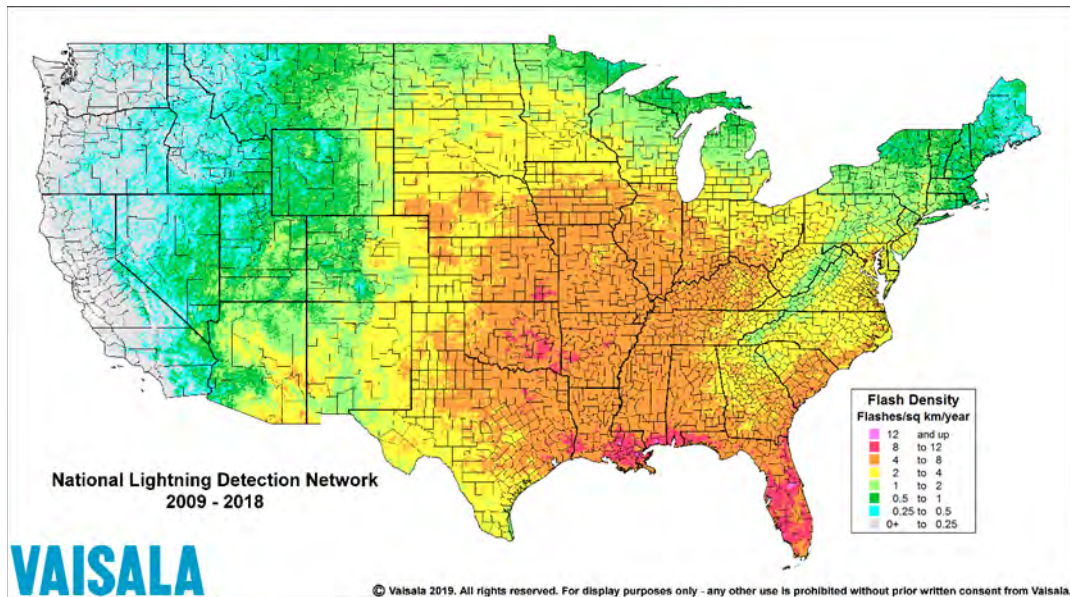 National Lightning Detection Network
2009 - 2018
Flash Density
Flashes/sq km/year
12 and up
8 to 12
4 to 8
2 to 4
1 to 2
0.5 to 1
0.25 to 0.5
0+ to 0.25
VAISALA
© Vaisala 2019. All rights reserved. For display purposes only - any other use is prohibited without prior written consent from Vaisala.